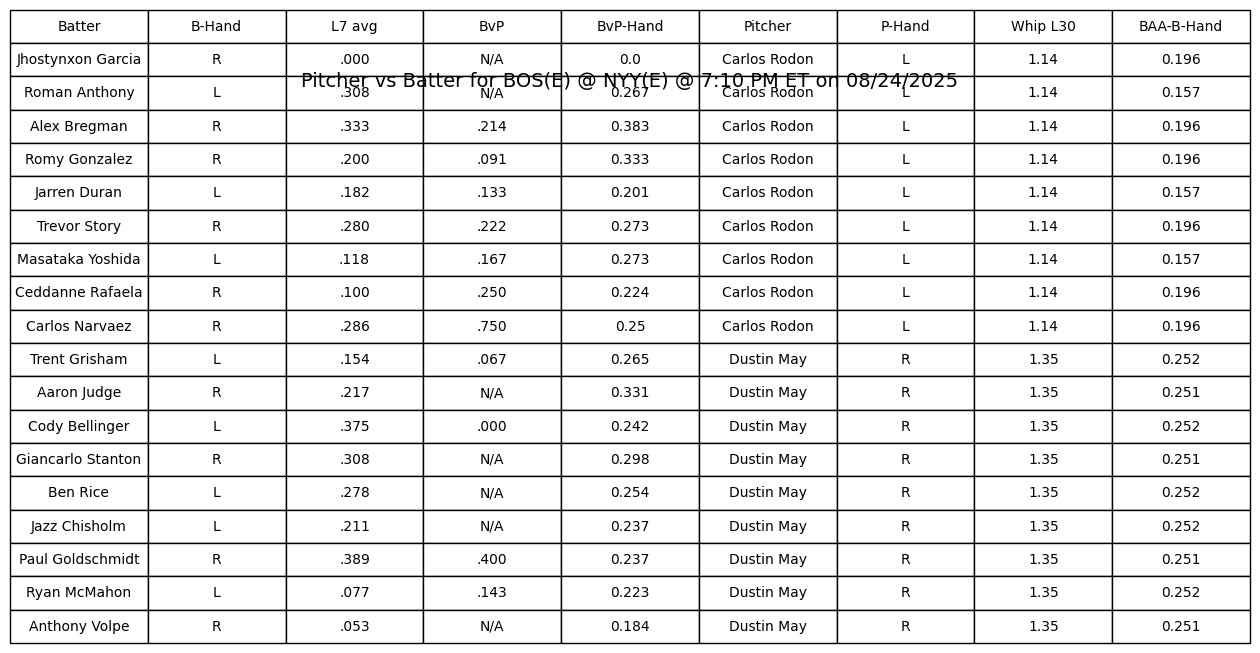 Batter B-Hand L7 avg BvP BvP-Hand Pitcher P-Hand Whip L30 BAA-B-Hand
Jhostynxon Garcia R .000 N/A 0.0 Carlos Rodon L 1.14 0.196
Pitcher vs Batter for BOS(E) @ NYY(E) @ 7:10 PM ET on 08/24/2025
Roman Anthony L .308 N/A 0.267 Carlos Rodon L 1.14 0.157
Alex Bregman R .333 .214 0.383 Carlos Rodon L 1.14 0.196
Romy Gonzalez R .200 .091 0.333 Carlos Rodon L 1.14 0.196
Jarren Duran L .182 .133 0.201 Carlos Rodon L 1.14 0.157
Trevor Story R .280 .222 0.273 Carlos Rodon L 1.14 0.196
Masataka Yoshida L .118 .167 0.273 Carlos Rodon L 1.14 0.157
Ceddanne Rafaela R .100 .250 0.224 Carlos Rodon L 1.14 0.196
Carlos Narvaez R .286 .750 0.25 Carlos Rodon L 1.14 0.196
Trent Grisham L .154 .067 0.265 Dustin May R 1.35 0.252
Aaron Judge R .217 N/A 0.331 Dustin May R 1.35 0.251
Cody Bellinger L .375 .000 0.242 Dustin May R 1.35 0.252
Giancarlo Stanton R .308 N/A 0.298 Dustin May R 1.35 0.251
Ben Rice L .278 N/A 0.254 Dustin May R 1.35 0.252
Jazz Chisholm L .211 N/A 0.237 Dustin May R 1.35 0.252
Paul Goldschmidt R .389 .400 0.237 Dustin May R 1.35 0.251
Ryan McMahon L .077 .143 0.223 Dustin May R 1.35 0.252
Anthony Volpe R .053 N/A 0.184 Dustin May R 1.35 0.251